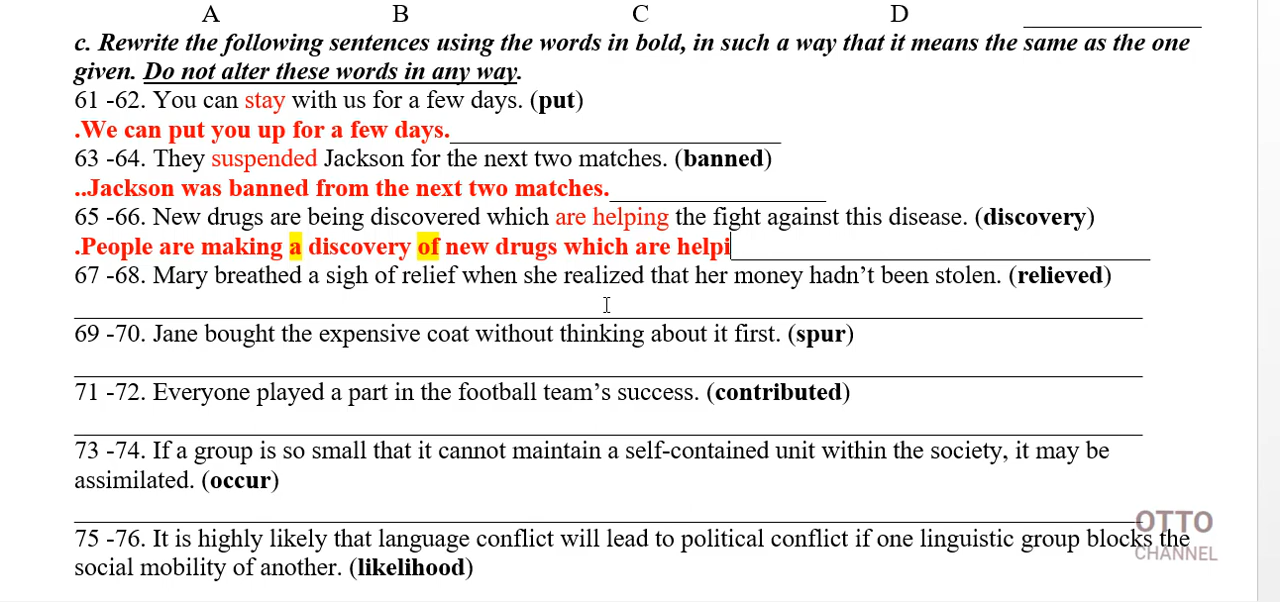 A B C D
c. Rewrite the following sentences using the words in bold, in such a way that it means the same as the one
given. Do not alter these words in any way.
61 -62. You can stay with us for a few days. (put)
.We can put you up for a few days.
63 -64. They suspended Jackson for the next two matches. (banned)
..Jackson was banned from the next two matches.
65 -66. New drugs are being discovered which are helping the fight against this disease. (discovery)
.People are making a discovery of new drugs which are helpi
67 -68. Mary breathed a sigh of relief when she realized that her money hadn’t been stolen. (relieved)
69 -70. Jane bought the expensive coat without thinking about it first. (spur)
71 -72. Everyone played a part in the football team’s success. (contributed)
73 -74. If a group is so small that it cannot maintain a self-contained unit within the society, it may be
assimilated. (occur)
75 -76. It is highly likely that language conflict will lead to political conflict if one linguistic group blocks the
social mobility of another. (likelihood)
OTTO
CHANNEL